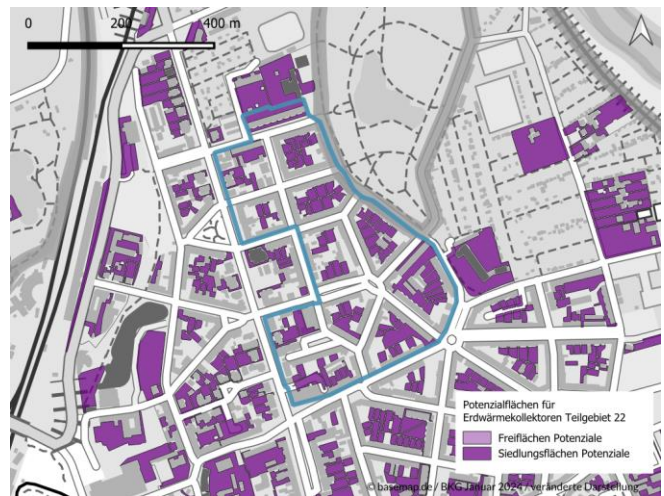 0 200 400 m
Potenzialflächen für
Erdwärmekollektoren Teilgebiet 22
Freiflächen Potenziale
Siedlungsflächen Potenziale
© basemap.de / BKG Januar 2024 / veränderte Darstellung